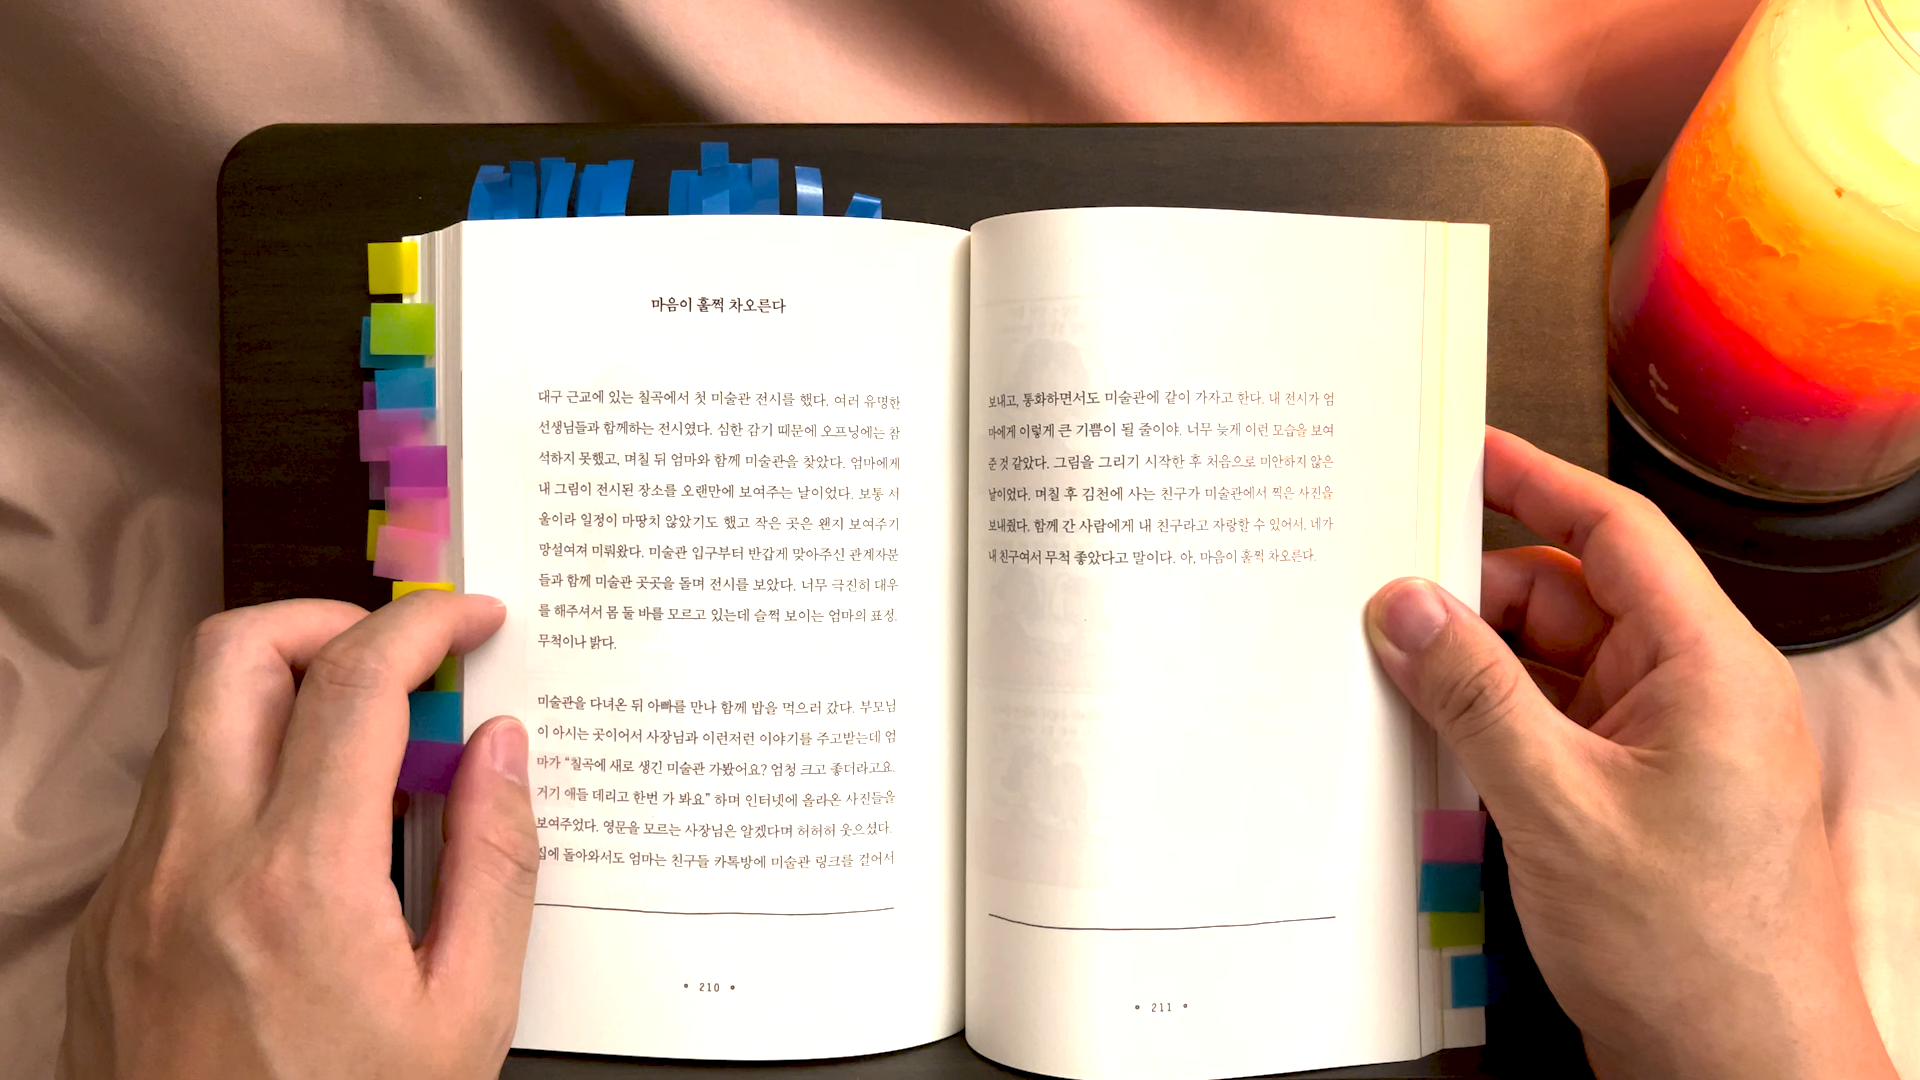 마음이 훌쩍 차오른다
대구 근교에 있는 칠곡에서 첫 미술관 전시를 했다. 여러 유명한
선생님들과 함께하는 전시였다. 심한 감기 때문에 오프닝에는 참
석하지 못했고, 며칠 뒤 엄마와 함께 미술관을 찾았다. 엄마에게
내 그림이 전시된 장소를 오랜만에 보여주는 날이었다. 보통 서
울이라 일정이 마땅치 않았기도 했고 작은 곳은 왠지 보여주기
망설여져 미뤄왔다. 미술관 입구부터 반갑게 맞아주신 관계자분
들과 함께 미술관 곳곳을 돌며 전시를 보았다. 너무 극진히 대우
를 해주셔서 몸 둘 바를 모르고 있는데 슬쩍 보이는 엄마의 표정.
무척이나 밝다.
미술관을 다녀온 뒤 아빠를 만나 함께 밥을 먹으러 갔다. 부모님
이 아시는 곳이어서 사장님과 이런저런 이야기를 주고받는데 엄
마가 “칠곡에 새로 생긴 미술관 가봤어요? 엄청 크고 좋더라고요.
거기 애들 데리고 한번 가 봐요” 하며 인터넷에 올라온 사진들을
보여주었다. 영문을 모르는 사장님은 알겠다며 허허허 웃으셨다.
집에 돌아와서도 엄마는 친구들 카톡방에 미술관 링크를 걸어서
210
보내고, 통화하면서도 미술관에 같이 가자고 한다. 내 전시가 엄
마에게 이렇게 큰 기쁨이 될 줄이야. 너무 늦게 이런 모습을 보여
준 것 같았다. 그림을 그리기 시작한 후 처음으로 미안하지 않은
날이었다. 며칠 후 김천에 사는 친구가 미술관에서 찍은 사진을
보내줬다. 함께 간 사람에게 내 친구라고 자랑할 수 있어서, 네가
내 친구여서 무척 좋았다고 말이다. 아, 마음이 훌쩍 차오른다.
211